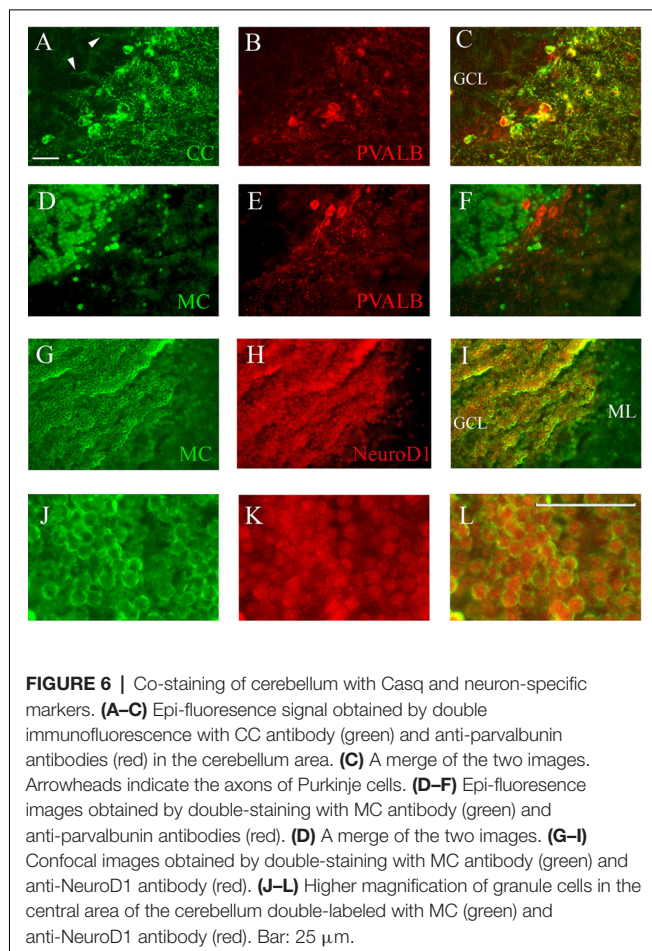 A
B
C
GCL
CC
PVALB
D
E
F
MC
PVALB
G
H
I
GCL
ML
MC
NeuroD1
J
K
L
FIGURE 6 | Co-staining of cerebellum with Casq and neuron-specific
markers. (A–C) Epi-fluoresence signal obtained by double
immunofluorescence with CC antibody (green) and anti-parvalbunin
antibodies (red) in the cerebellum area. (C) A merge of the two images.
Arrowheads indicate the axons of Purkinje cells. (D–F) Epi-fluoresence
images obtained by double-staining with MC antibody (green) and
anti-parvalbunin antibodies (red). (D) A merge of the two images. (G–I)
Confocal images obtained by double-staining with MC antibody (green) and
anti-NeuroD1 antibody (red). (J–L) Higher magnification of granule cells in the
central area of the cerebellum double-labeled with MC (green) and
anti-NeuroD1 antibody (red). Bar: 25 μm.